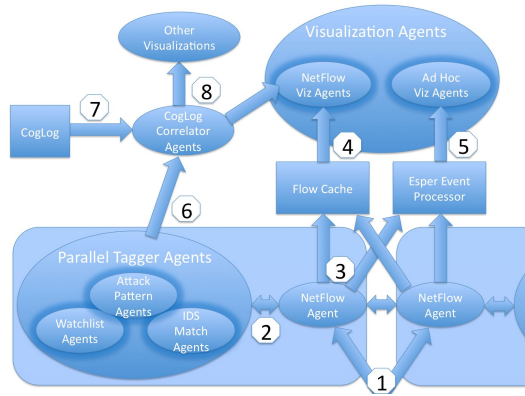 Other
Visualizations
Visualization Agents
NetFlow
Viz Agents
Ad Hoc
Viz Agents
7
8
CogLog
CogLog
Correlator
Agents
4
5
Flow Cache
Esper Event
Processor
6
Parallel Tagger Agents
3
Attack
Pattern
Agents
Watchlist
Agents
IDS
Match
Agents
2
NetFlow
Agent
NetFlow
Agent
1